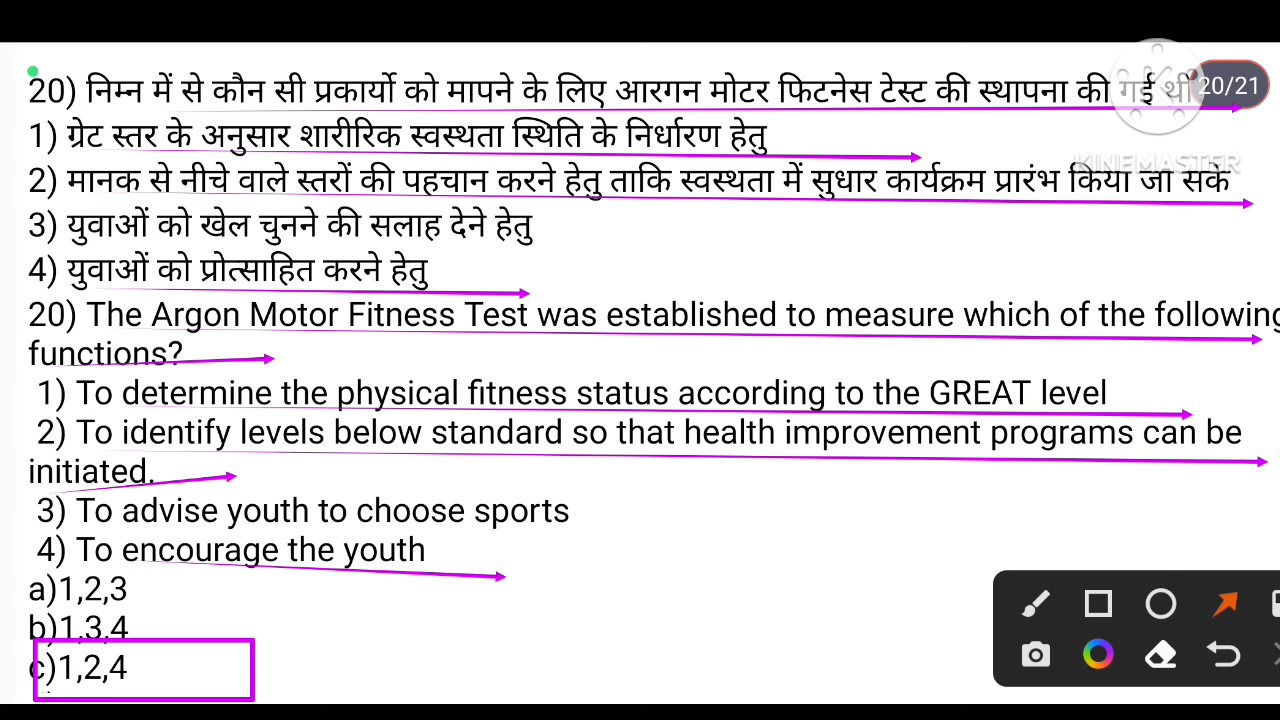 20) निम्न में से कौन सी प्रकार्यो को मापने के लिए आरगन मोटर फिटनेस टेस्ट की स्थापना की गई थी
20/21
1) ग्रेट स्तर के अनुसार शारीरिक स्वस्थता स्थिति के निर्धारण हेतु
KINEMASTER
2) मानक से नीचे वाले स्तरों की पहचान करने हेतु ताकि स्वस्थता में सुधार कार्यक्रम प्रारंभ किया जा सके
3) युवाओं को खेल चुनने की सलाह देने हेतु
4) युवाओं को प्रोत्साहित करने हेतु
20) The Argon Motor Fitness Test was established to measure which of the following
functions?
1) To determine the physical fitness status according to the GREAT level
2) To identify levels below standard so that health improvement programs can be
initiated.
3) To advise youth to choose sports
4) To encourage the youth
a)1,2,3
b)1,3,4
c)1,2,4